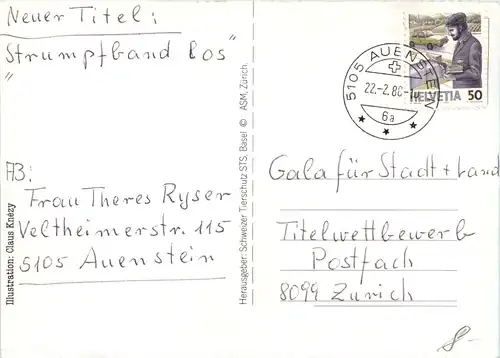 Neuer Titel:
"Strumpfband los"
AB:
Frau Theres Ryser
Veltheimerstr. 115
5105 Auenstein
Illustration: Claus Knézy
Herausgeber: Schweizer Tierschutz STS, Basel © ASM, Zürich.
5105 AUENSTEIN
22.-2.88-10
6a
HELVETIA 50
Gala für Stadt + Land
Titelwettbewerb
Postfach
8099 Zürich